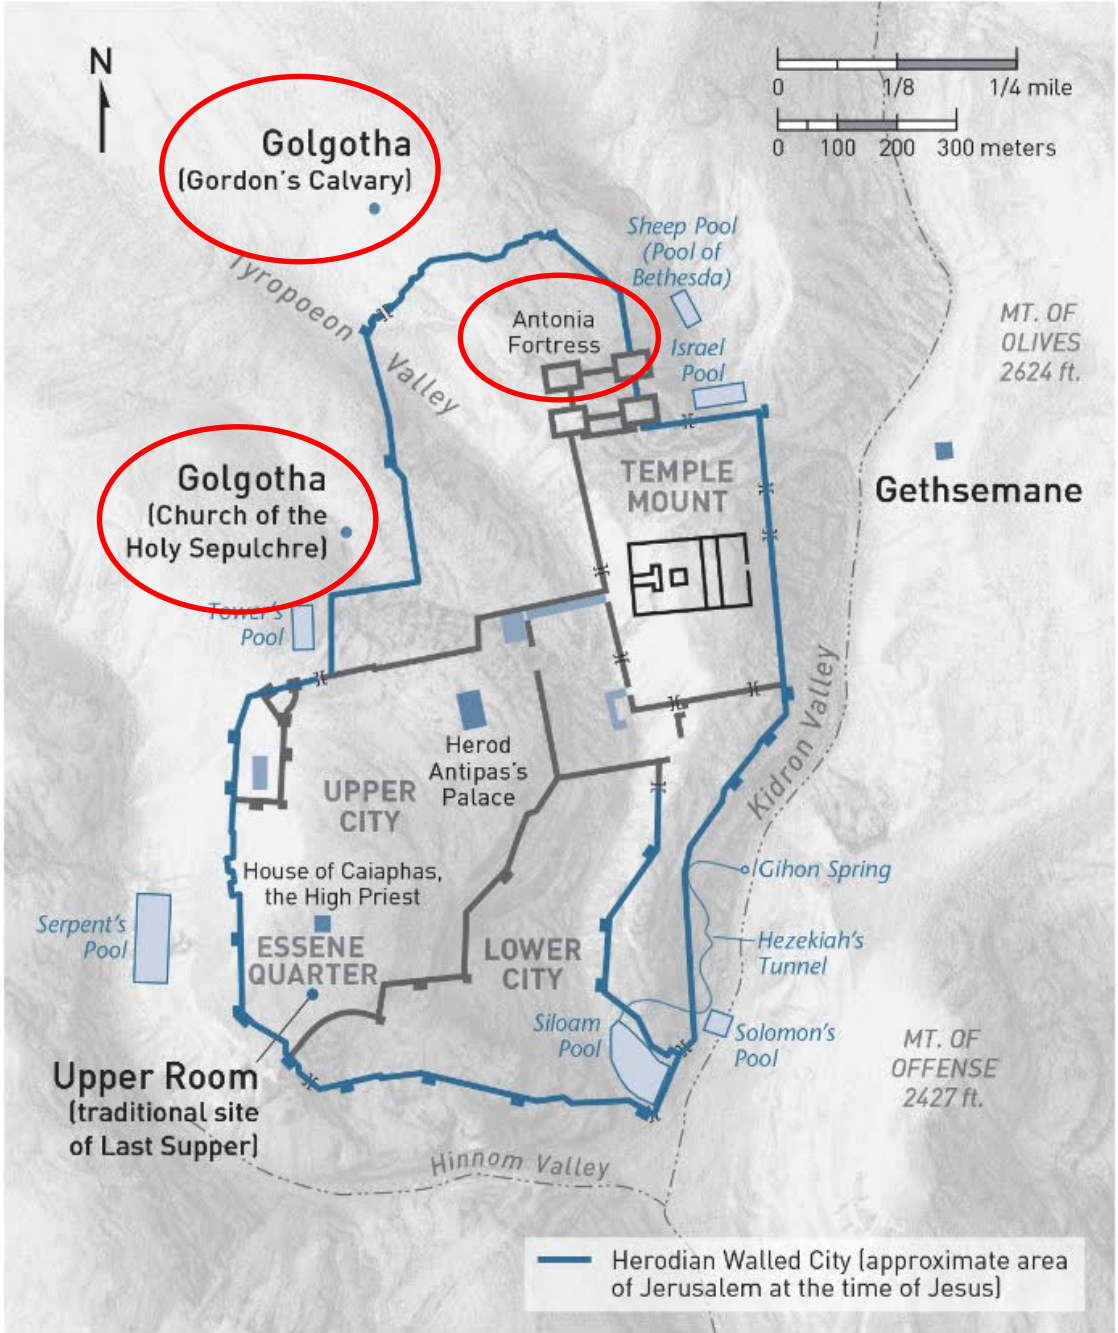 N
0 1/8 1/4 mile
0 100 200 300 meters
Golgotha
(Gordon's Calvary)
Sheep Pool
(Pool of
Bethesda)
Tyropoeon
Valley
Antonia
Fortress
Israel
Pool
MT. OF
OLIVES
2624 ft.
Golgotha
(Church of the
Holy Sepulchre)
TEMPLE
MOUNT
Gethsemane
Tower's
Pool
Kidron Valley
Herod
Antipas's
Palace
UPPER
CITY
House of Caiaphas,
the High Priest
Gihon Spring
Serpent's
Pool
ESSENE
QUARTER
LOWER
CITY
Hezekiah's
Tunnel
Siloam
Pool
Solomon's
Pool
MT. OF
OFFENSE
2427 ft.
Upper Room
(traditional site
of Last Supper)
Hinnom Valley
Herodian Walled City (approximate area
of Jerusalem at the time of Jesus)